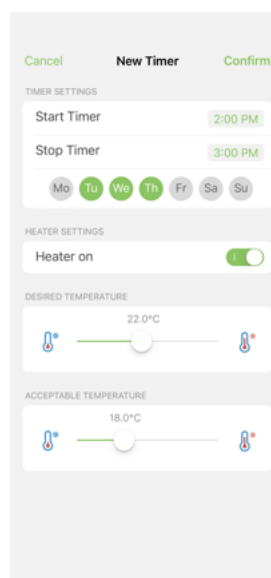 Cancel New Timer Confirm
TIMER SETTINGS
Start Timer 2:00 PM
Stop Timer 3:00 PM
Mo Tu We Th Fr Sa Su
HEATER SETTINGS
Heater on
DESIRED TEMPERATURE
22.0°C
ACCEPTABLE TEMPERATURE
18.0°C